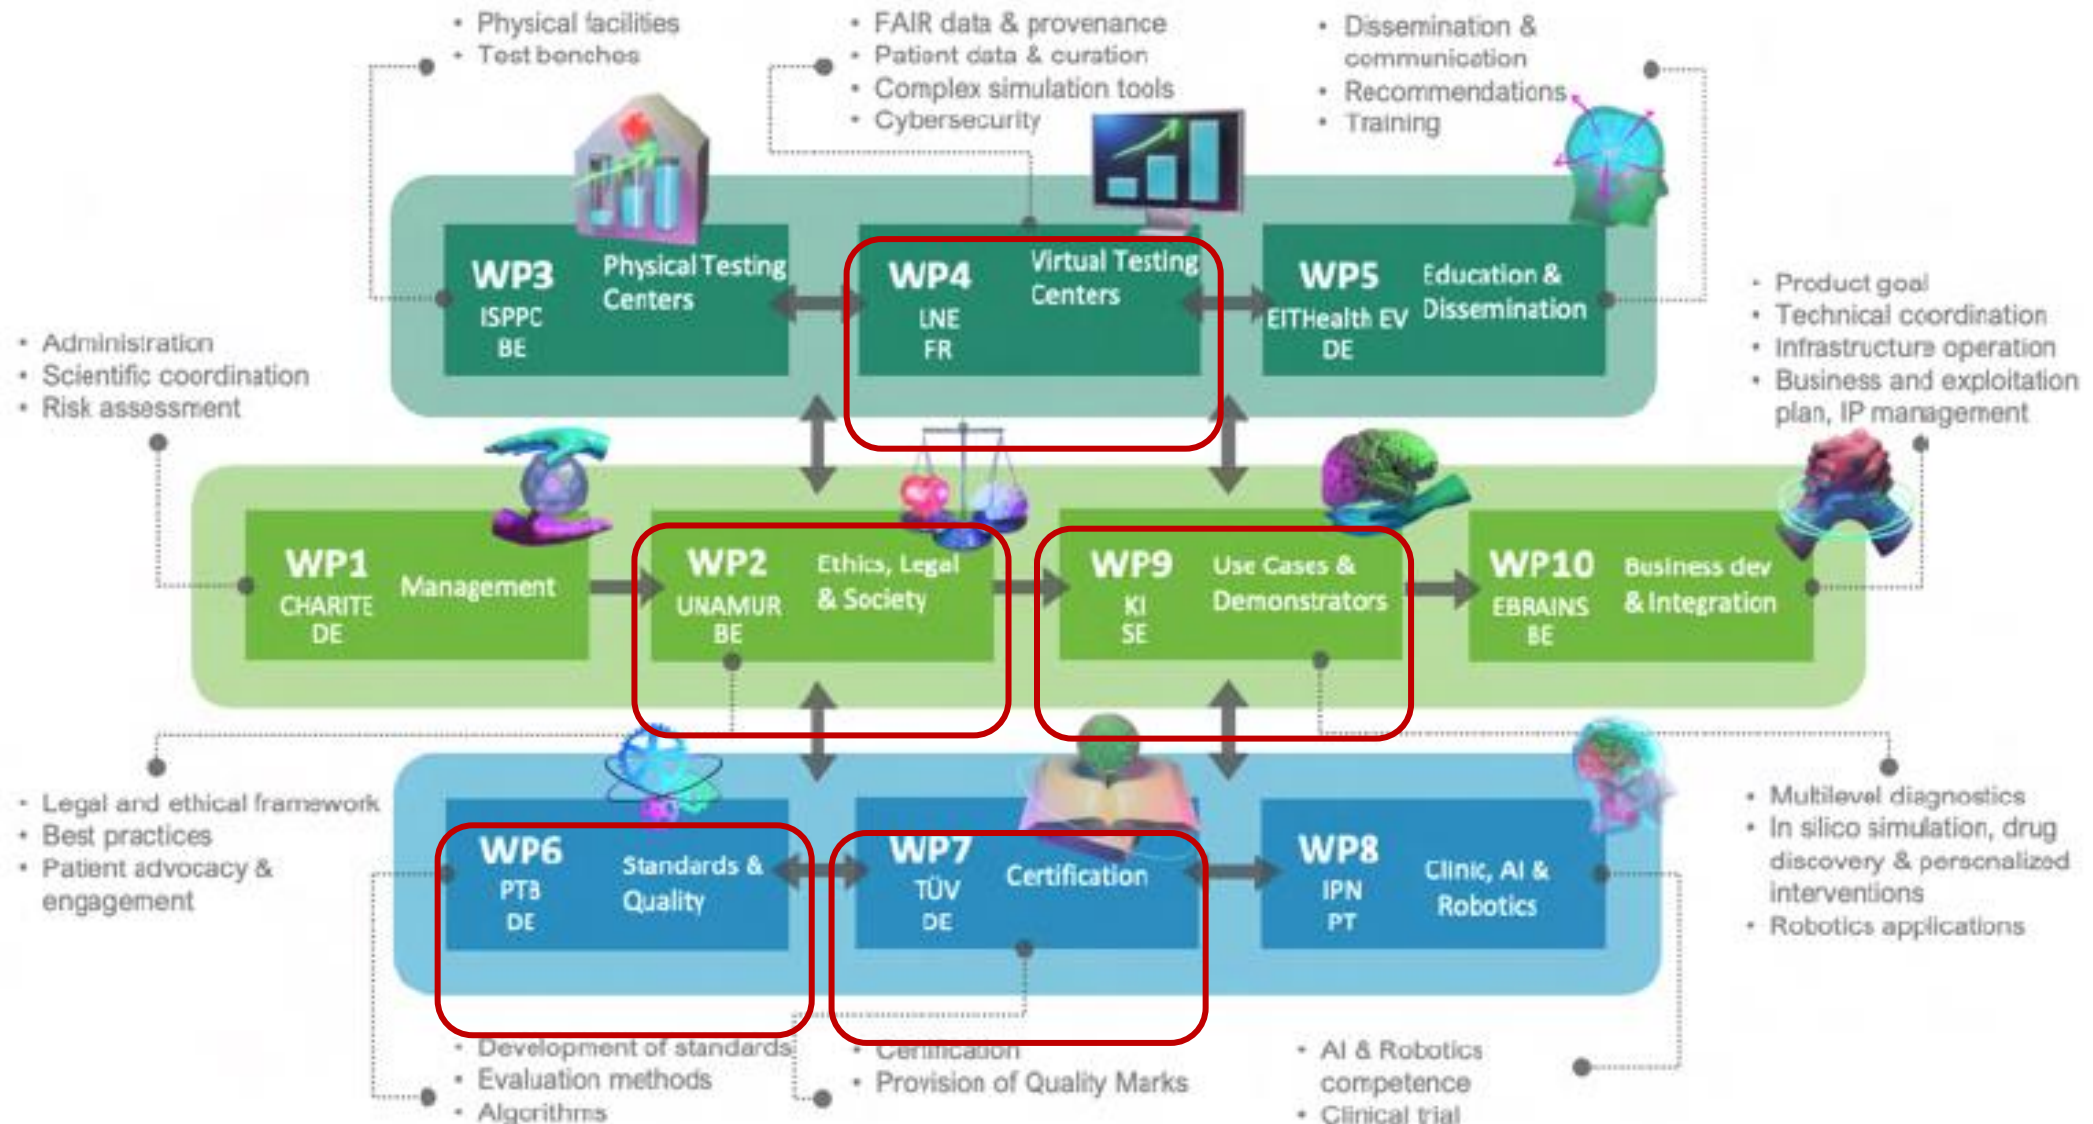 • Physical facilities
• Test benches
• FAIR data & provenance
• Patient data & curation
• Complex simulation tools
• Cybersecurity
• Dissemination &
communication
• Recommendations
• Training
WP3
ISPPC
BE
Physical Testing
Centers
WP4
LNE
FR
Virtual Testing
Centers
WP5
EITHealth EV
DE
Education &
Dissemination
• Administration
• Scientific coordination
• Risk assessment
• Product goal
• Technical coordination
• Infrastructure operation
• Business and exploitation
plan, IP management
WP1
CHARITE
DE
Management
WP2
UNAMUR
BE
Ethics, Legal
& Society
WP9
KI
SE
Use Cases &
Demonstrators
WP10
EBRAINS
BE
Business dev
& Integration
• Legal and ethical framework
• Best practices
• Patient advocacy &
engagement
WP6
PTB
DE
Standards &
Quality
WP7
TÜV
DE
Certification
WP8
IPN
PT
Clinic, AI &
Robotics
• Multilevel diagnostics
• In silico simulation, drug
discovery & personalized
interventions
• Robotics applications
• Development of standards
• Evaluation methods
• Algorithms
• Certification
• Provision of Quality Marks
• AI & Robotics
competence
• Clinical trial